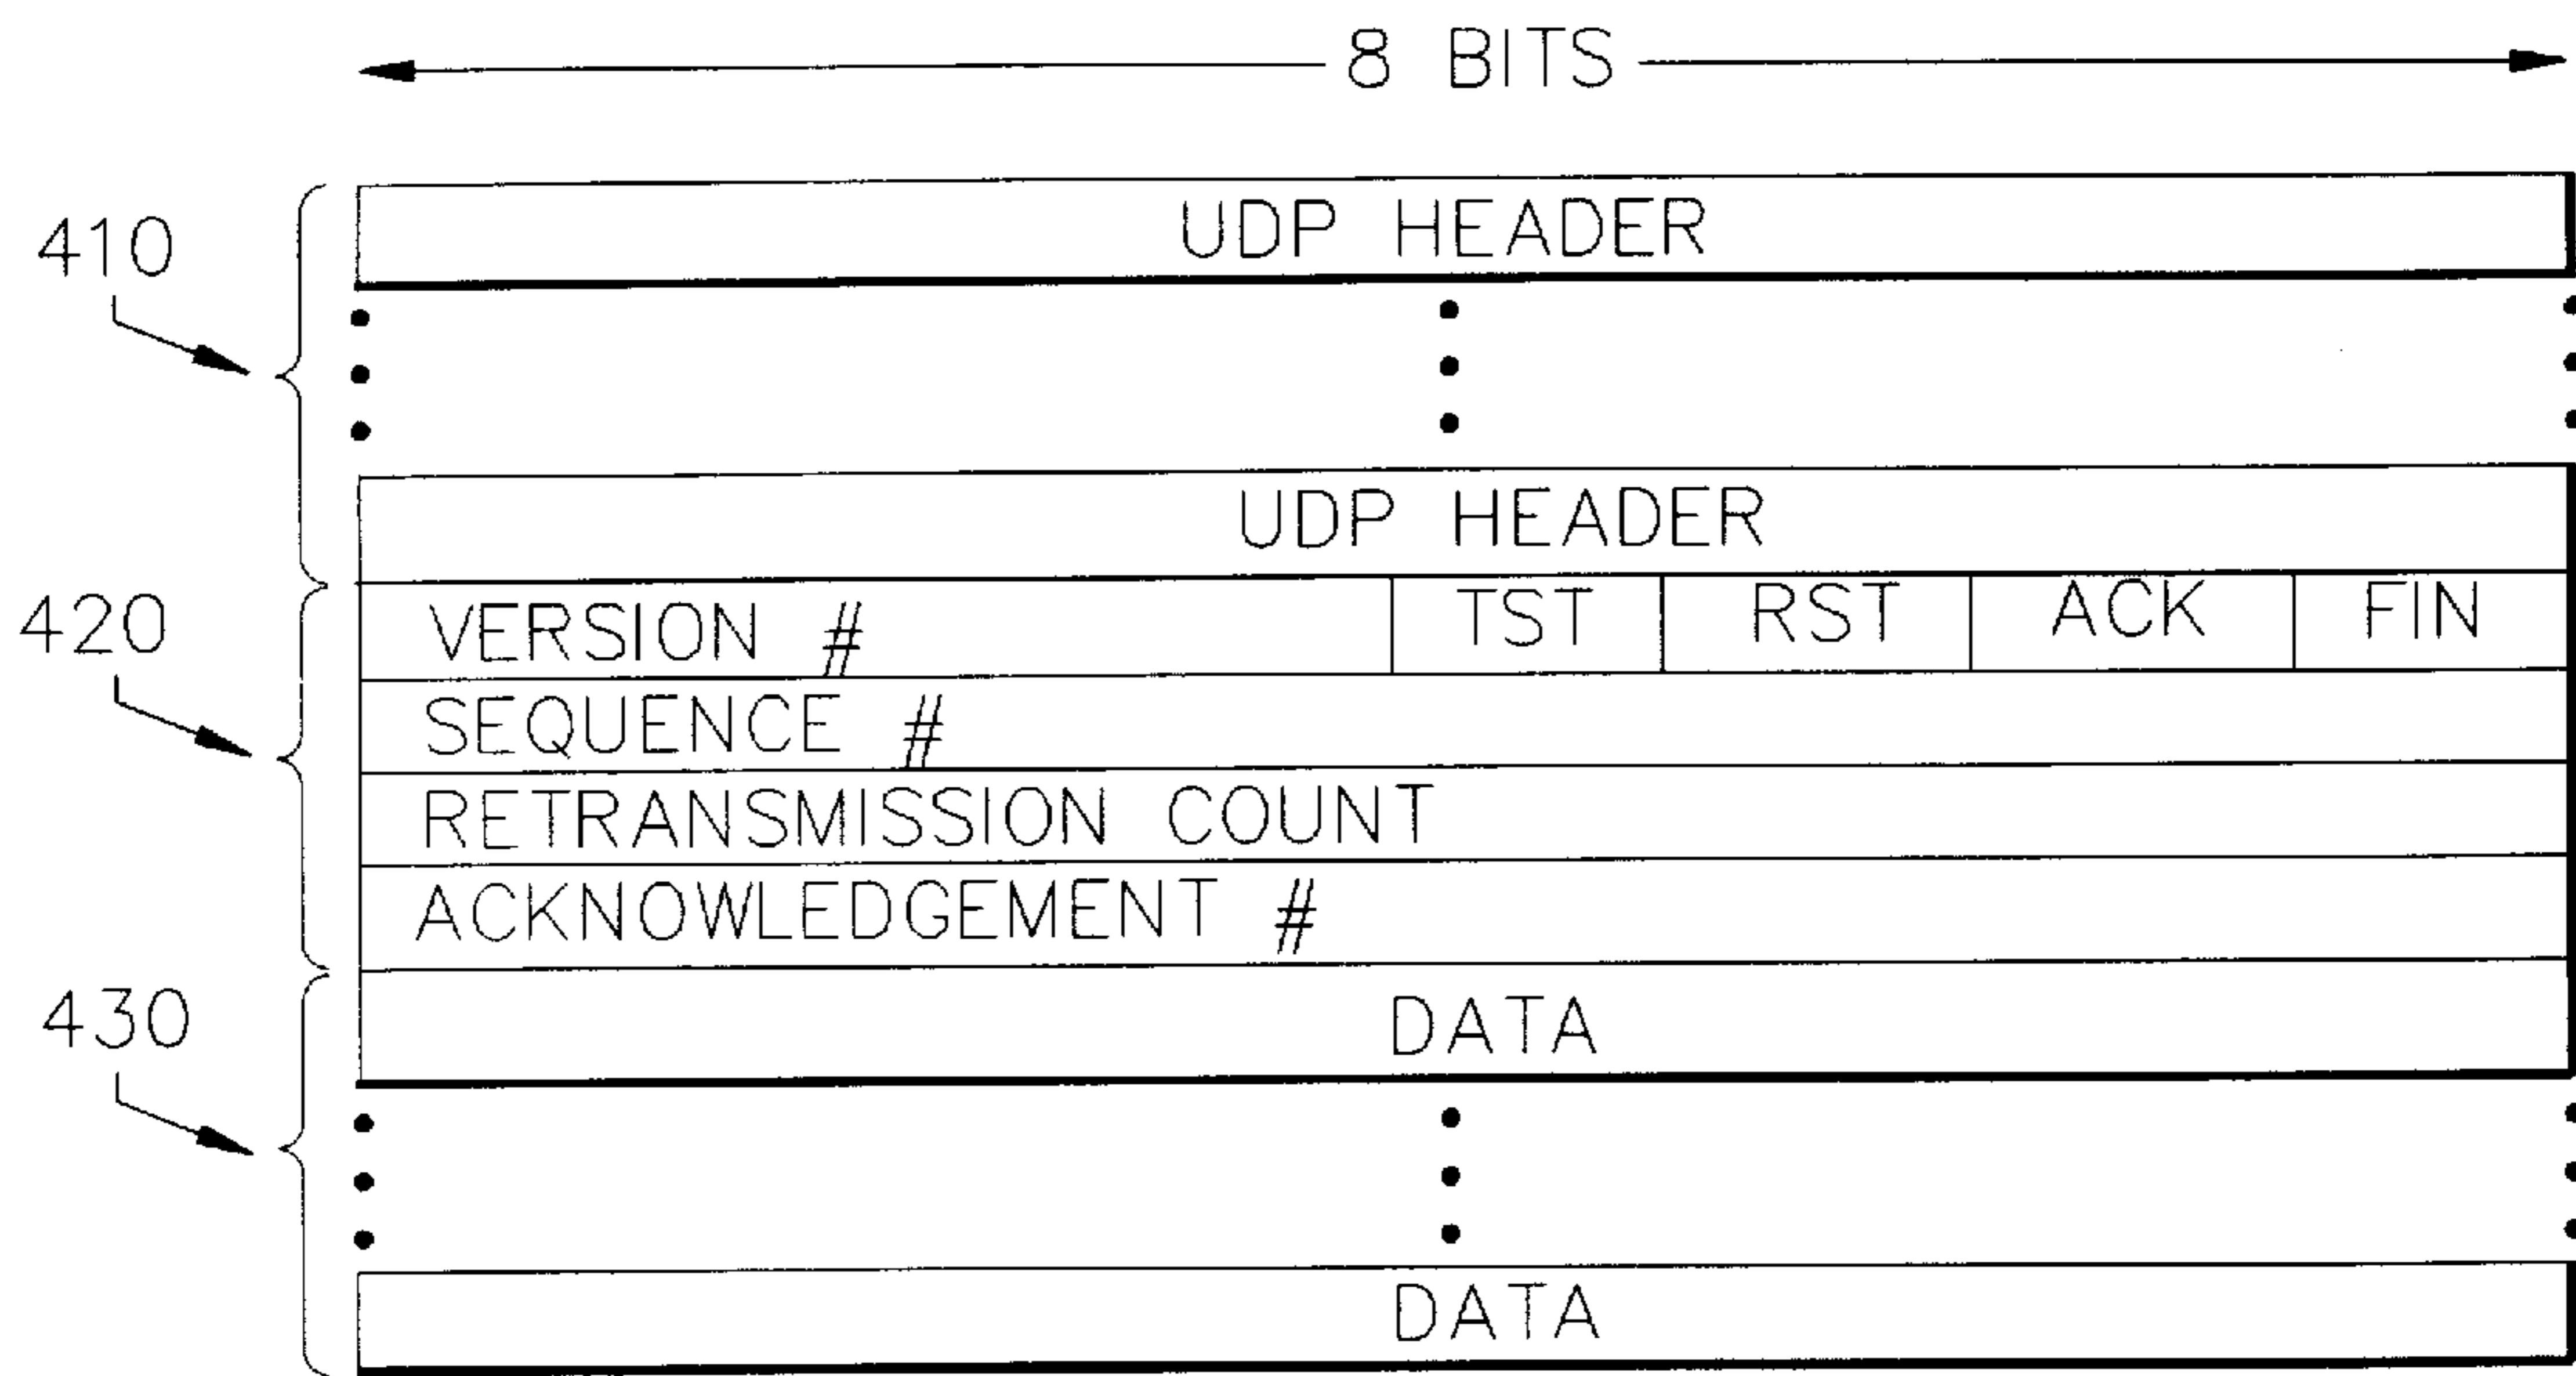 8 BITS
UDP HEADER
410
UDP HEADER
VERSION # TST RST ACK FIN
420
SEQUENCE #
RETRANSMISSION COUNT
ACKNOWLEDGEMENT #
DATA
430
DATA